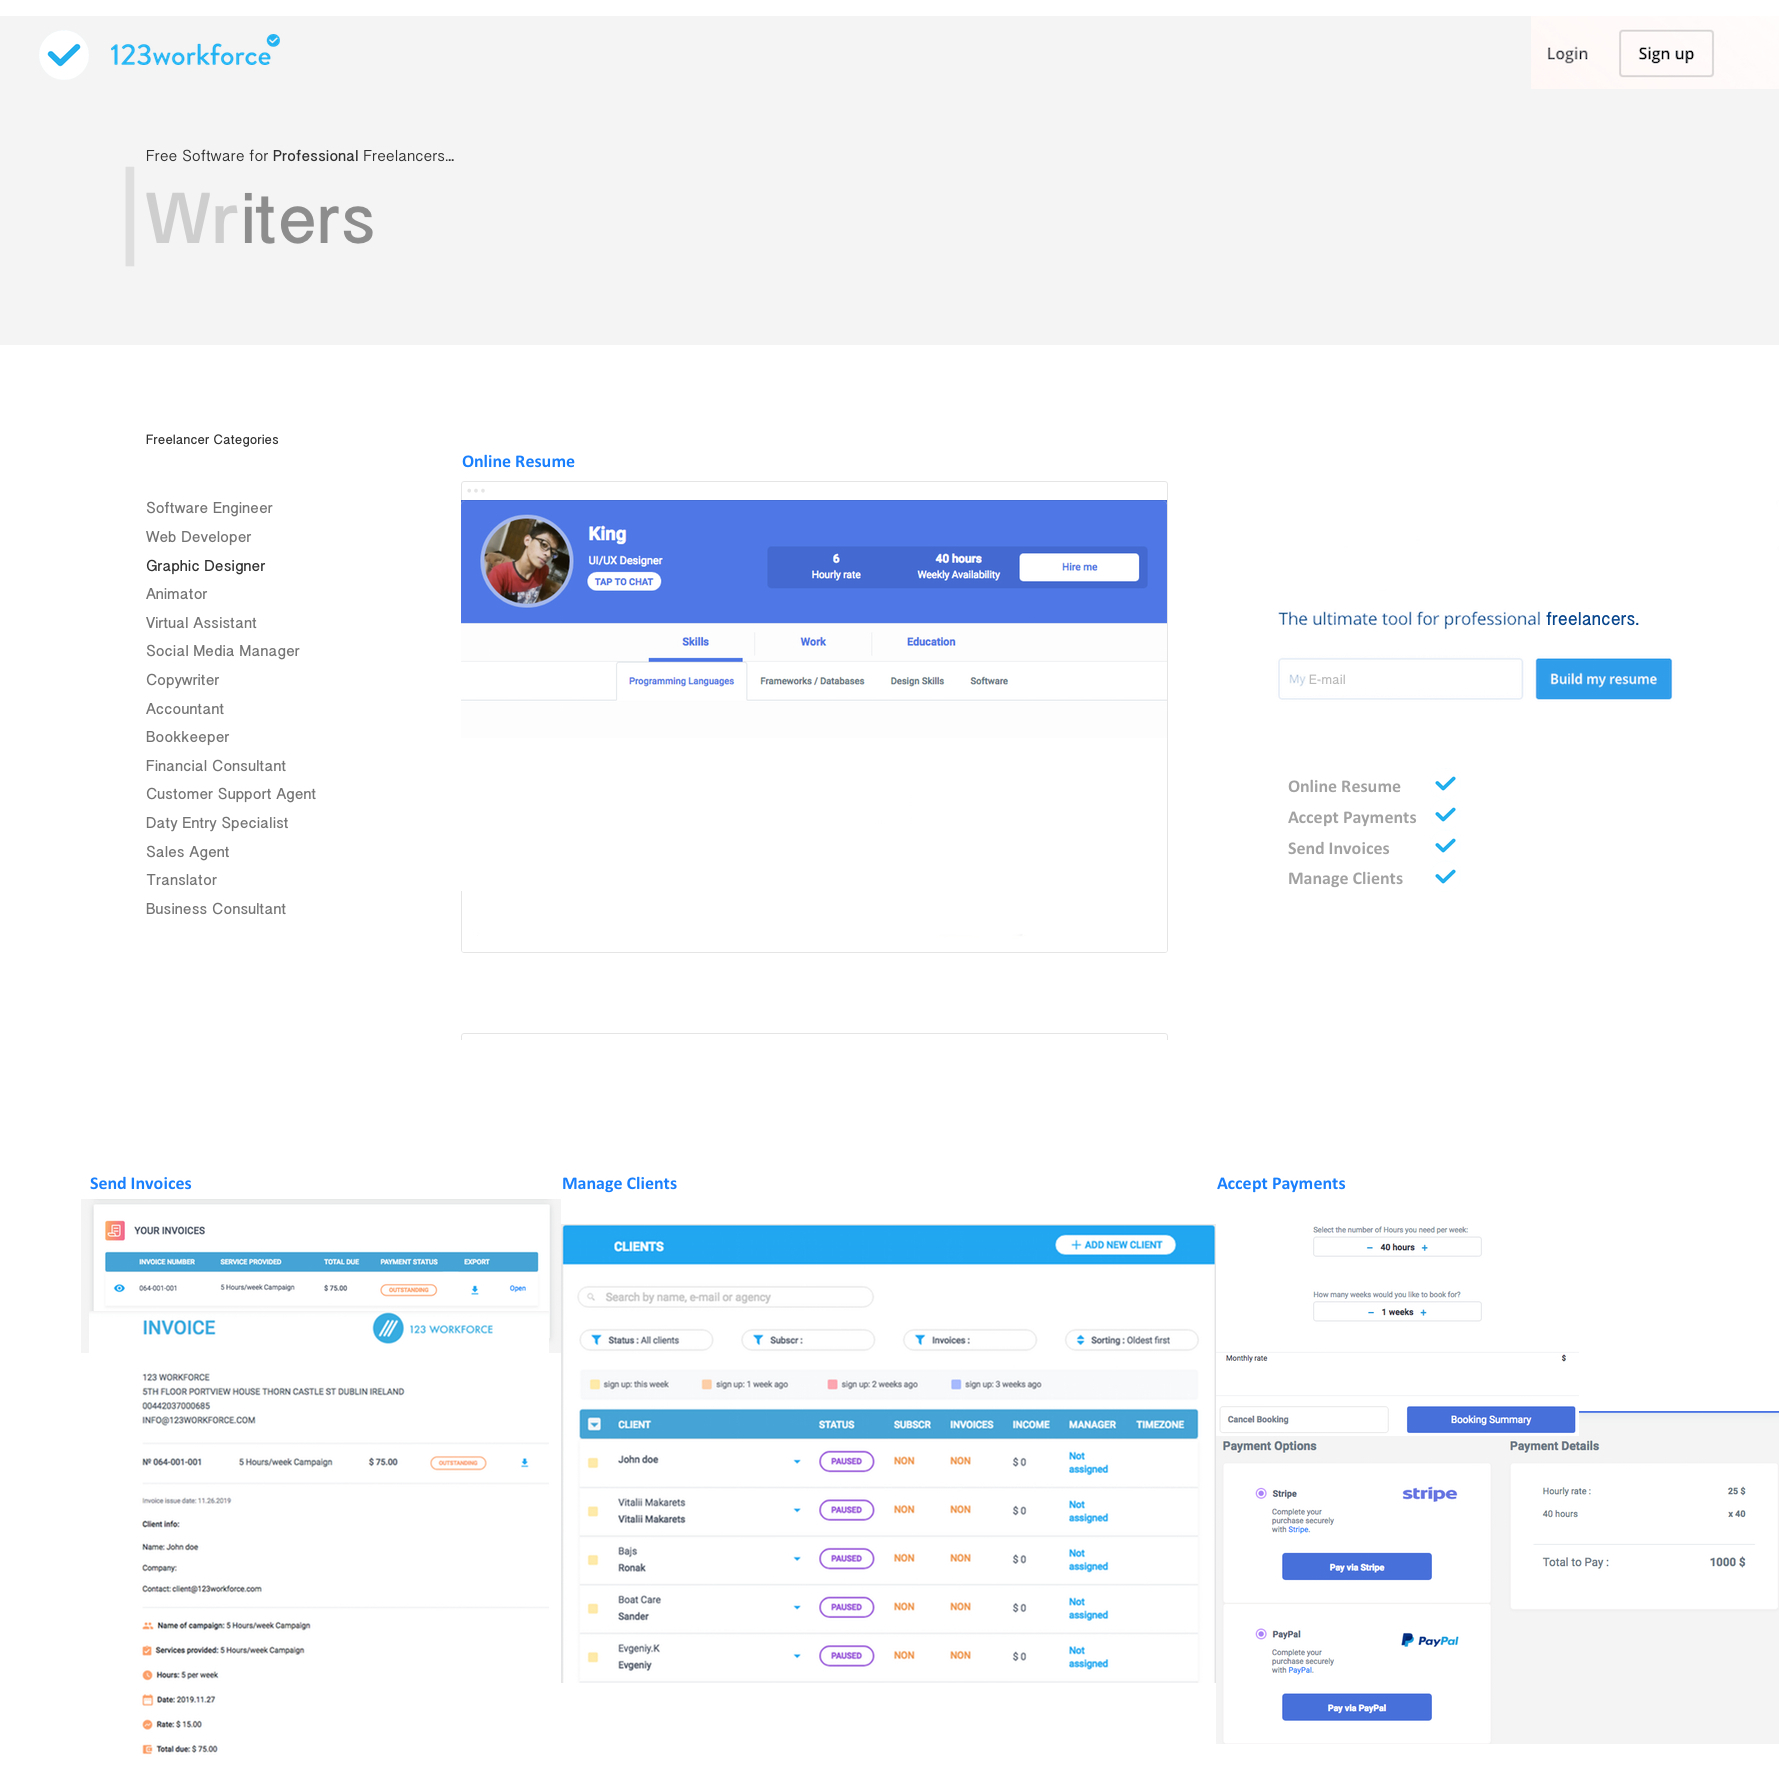 123workforce
Login
Sign up
Free Software for Professional Freelancers...
Writers
Freelancer Categories
Software Engineer
Web Developer
Graphic Designer
Animator
Virtual Assistant
Social Media Manager
Copywriter
Accountant
Bookkeeper
Financial Consultant
Customer Support Agent
Daty Entry Specialist
Sales Agent
Translator
Business Consultant
Online Resume
King
UI/UX Designer
TAP TO CHAT
6
Hourly rate
40 hours
Weekly Availability
Hire me
Skills
Work
Education
Programming Languages
Frameworks / Databases
Design Skills
Software
The ultimate tool for professional freelancers.
My E-mail
Build my resume
Online Resume
Accept Payments
Send Invoices
Manage Clients
Send Invoices
YOUR INVOICES
INVOICE NUMBER SERVICE PROVIDED TOTAL DUE PAYMENT STATUS EXPORT
064-001-001 5 Hours/week Campaign $ 75.00 OUTSTANDING Open
INVOICE
123 WORKFORCE
123 WORKFORCE
5TH FLOOR PORTVIEW HOUSE THORN CASTLE ST DUBLIN IRELAND
00442037000685
INFO@123WORKFORCE.COM
Nº 064-001-001 5 Hours/week Campaign $ 75.00 OUTSTANDING
Invoice issue date: 11.26.2019
Client info:
Name: John doe
Company:
Contact: client@123workforce.com
Name of campaign: 5 Hours/week Campaign
Services provided: 5 Hours/week Campaign
Hours: 5 per week
Date: 2019.11.27
Rate: $ 15.00
Total due: $ 75.00
Manage Clients
CLIENTS
+ ADD NEW CLIENT
Search by name, e-mail or agency
Status : All clients
Subscr :
Invoices :
Sorting : Oldest first
sign up: this week
sign up: 1 week ago
sign up: 2 weeks ago
sign up: 3 weeks ago
CLIENT STATUS SUBSCR INVOICES INCOME MANAGER TIMEZONE
John doe PAUSED NON NON $ 0 Not assigned
Vitalii Makarets
Vitalii Makarets PAUSED NON NON $ 0 Not assigned
Bajs
Ronak PAUSED NON NON $ 0 Not assigned
Boat Care
Sander PAUSED NON NON $ 0 Not assigned
Evgeniy.K
Evgeniy PAUSED NON NON $ 0 Not assigned
Accept Payments
Select the number of Hours you need per week:
− 40 hours +
How many weeks would you like to book for?
− 1 weeks +
Monthly rate $
Cancel Booking
Booking Summary
Payment Options
Stripe
stripe
Complete your
purchase securely
with Stripe.
Pay via Stripe
PayPal
PayPal
Complete your
purchase securely
with PayPal.
Pay via PayPal
Payment Details
Hourly rate : 25 $
40 hours x 40
Total to Pay : 1000 $